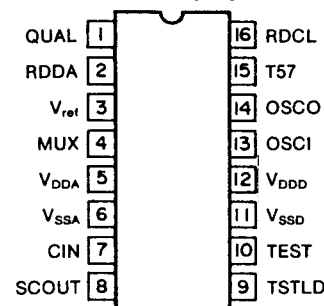 QUAL 1 16 RDCL
RDDA 2 15 T57
Vref 3 14 OSCO
MUX 4 13 OSCI
VDDA 5 12 VDDD
VSSA 6 11 VSSD
CIN 7 10 TEST
SCOUT 8 9 TSTLD